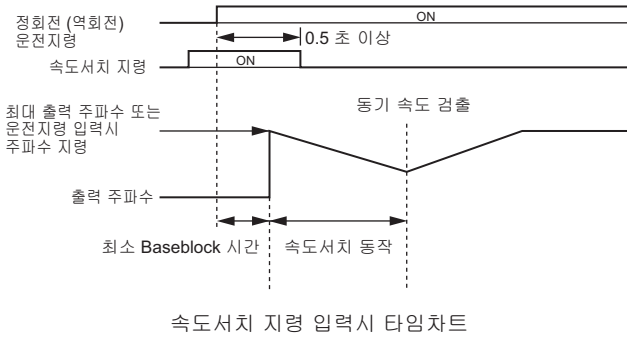 정회전 (역회전)
운전지령
ON
0.5 초 이상
속도서치 지령
ON
최대 출력 주파수 또는
운전지령 입력시
주파수 지령
동기 속도 검출
출력 주파수
최소 Baseblock 시간
속도서치 동작
속도서치 지령 입력시 타임차트